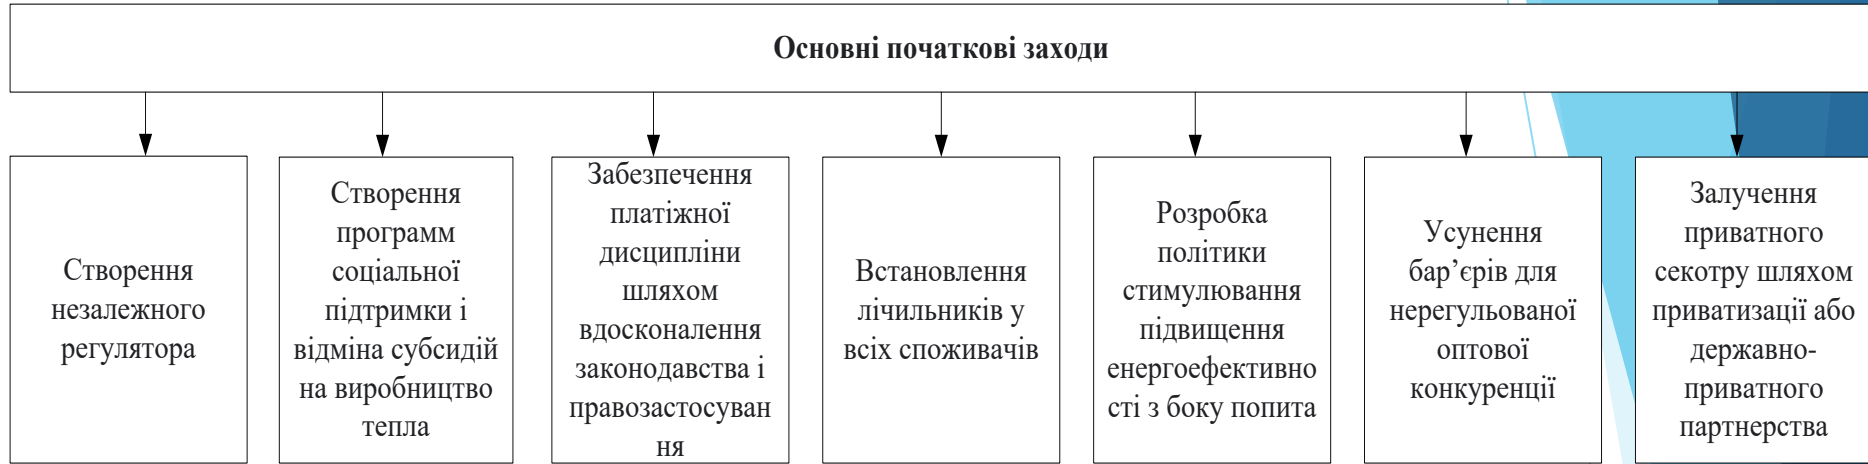 Основні початкові заходи
Створення
незалежного
регулятора
Створення
програм
соціальної
підтримки і
відміна субсидій
на виробництво
тепла
Забезпечення
платіжної
дисципліни
шляхом
вдосконалення
законодавства і
правозастосуван
ня
Встановлення
лічильників у
всіх споживачів
Розробка
політики
стимулювання
підвищення
енергоефективно
сті з боку попита
Усунення
бар’єрів для
нерегульованої
оптової
конкуренції
Залучення
приватного
секотру шляхом
приватизації або
державно-
приватного
партнерства